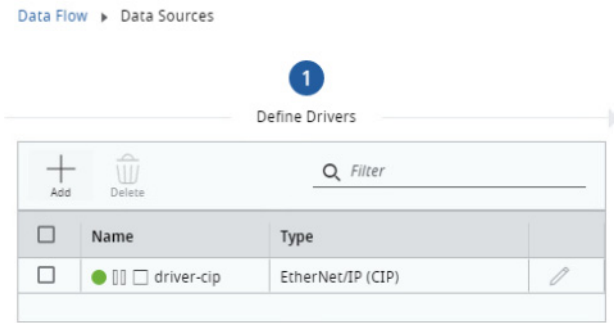 Data Flow ▸ Data Sources
1
Define Drivers
Add
Delete
Filter
Name
Type
driver-cip
EtherNet/IP (CIP)